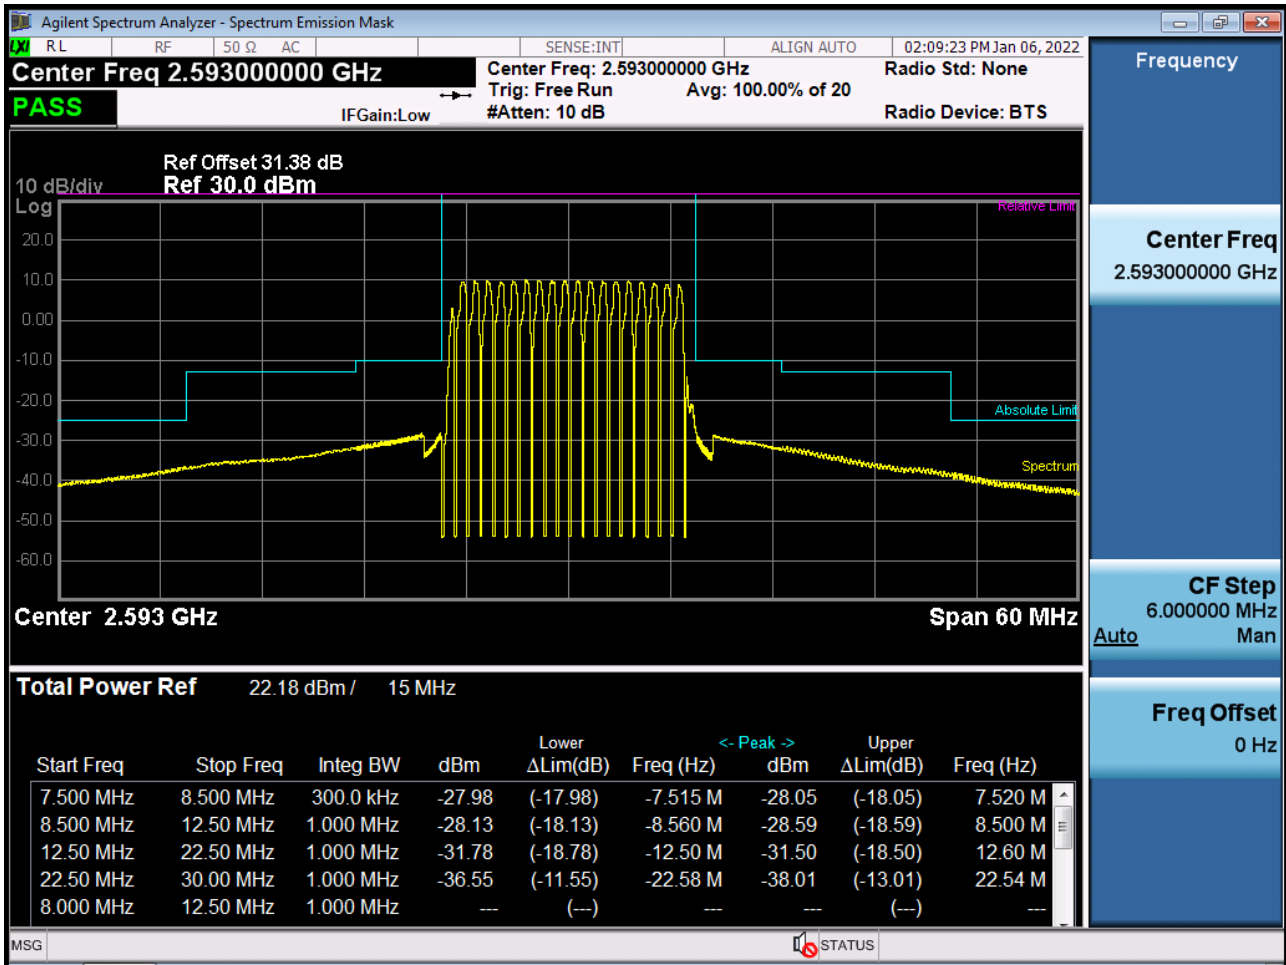 Agilent Spectrum Analyzer - Spectrum Emission Mask
LXI RL RF 50 Ω AC SENSE:INT ALIGN AUTO 02:09:23 PM Jan 06, 2022
Center Freq 2.593000000 GHz
Center Freq: 2.593000000 GHz
Radio Std: None
Trig: Free Run Avg: 100.00% of 20
PASS
IFGain:Low
#Atten: 10 dB
Radio Device: BTS
Ref Offset 31.38 dB
10 dB/div Ref 30.0 dBm
Log
Relative Limit
20.0
10.0
0.00
-10.0
-20.0
Absolute Limit
-30.0
Spectrum
-40.0
-50.0
-60.0
Center 2.593 GHz Span 60 MHz
Total Power Ref 22.18 dBm / 15 MHz
Lower <- Peak -> Upper
Start Freq Stop Freq Integ BW dBm ΔLim(dB) Freq (Hz) dBm ΔLim(dB) Freq (Hz)
7.500 MHz 8.500 MHz 300.0 kHz -27.98 (-17.98) -7.515 M -28.05 (-18.05) 7.520 M
8.500 MHz 12.50 MHz 1.000 MHz -28.13 (-18.13) -8.560 M -28.59 (-18.59) 8.500 M
12.50 MHz 22.50 MHz 1.000 MHz -31.78 (-18.78) -12.50 M -31.50 (-18.50) 12.60 M
22.50 MHz 30.00 MHz 1.000 MHz -36.55 (-11.55) -22.58 M -38.01 (-13.01) 22.54 M
8.000 MHz 12.50 MHz 1.000 MHz --- (---) --- --- (---) ---
MSG STATUS
Frequency
Center Freq
2.593000000 GHz
CF Step
6.000000 MHz
Auto Man
Freq Offset
0 Hz